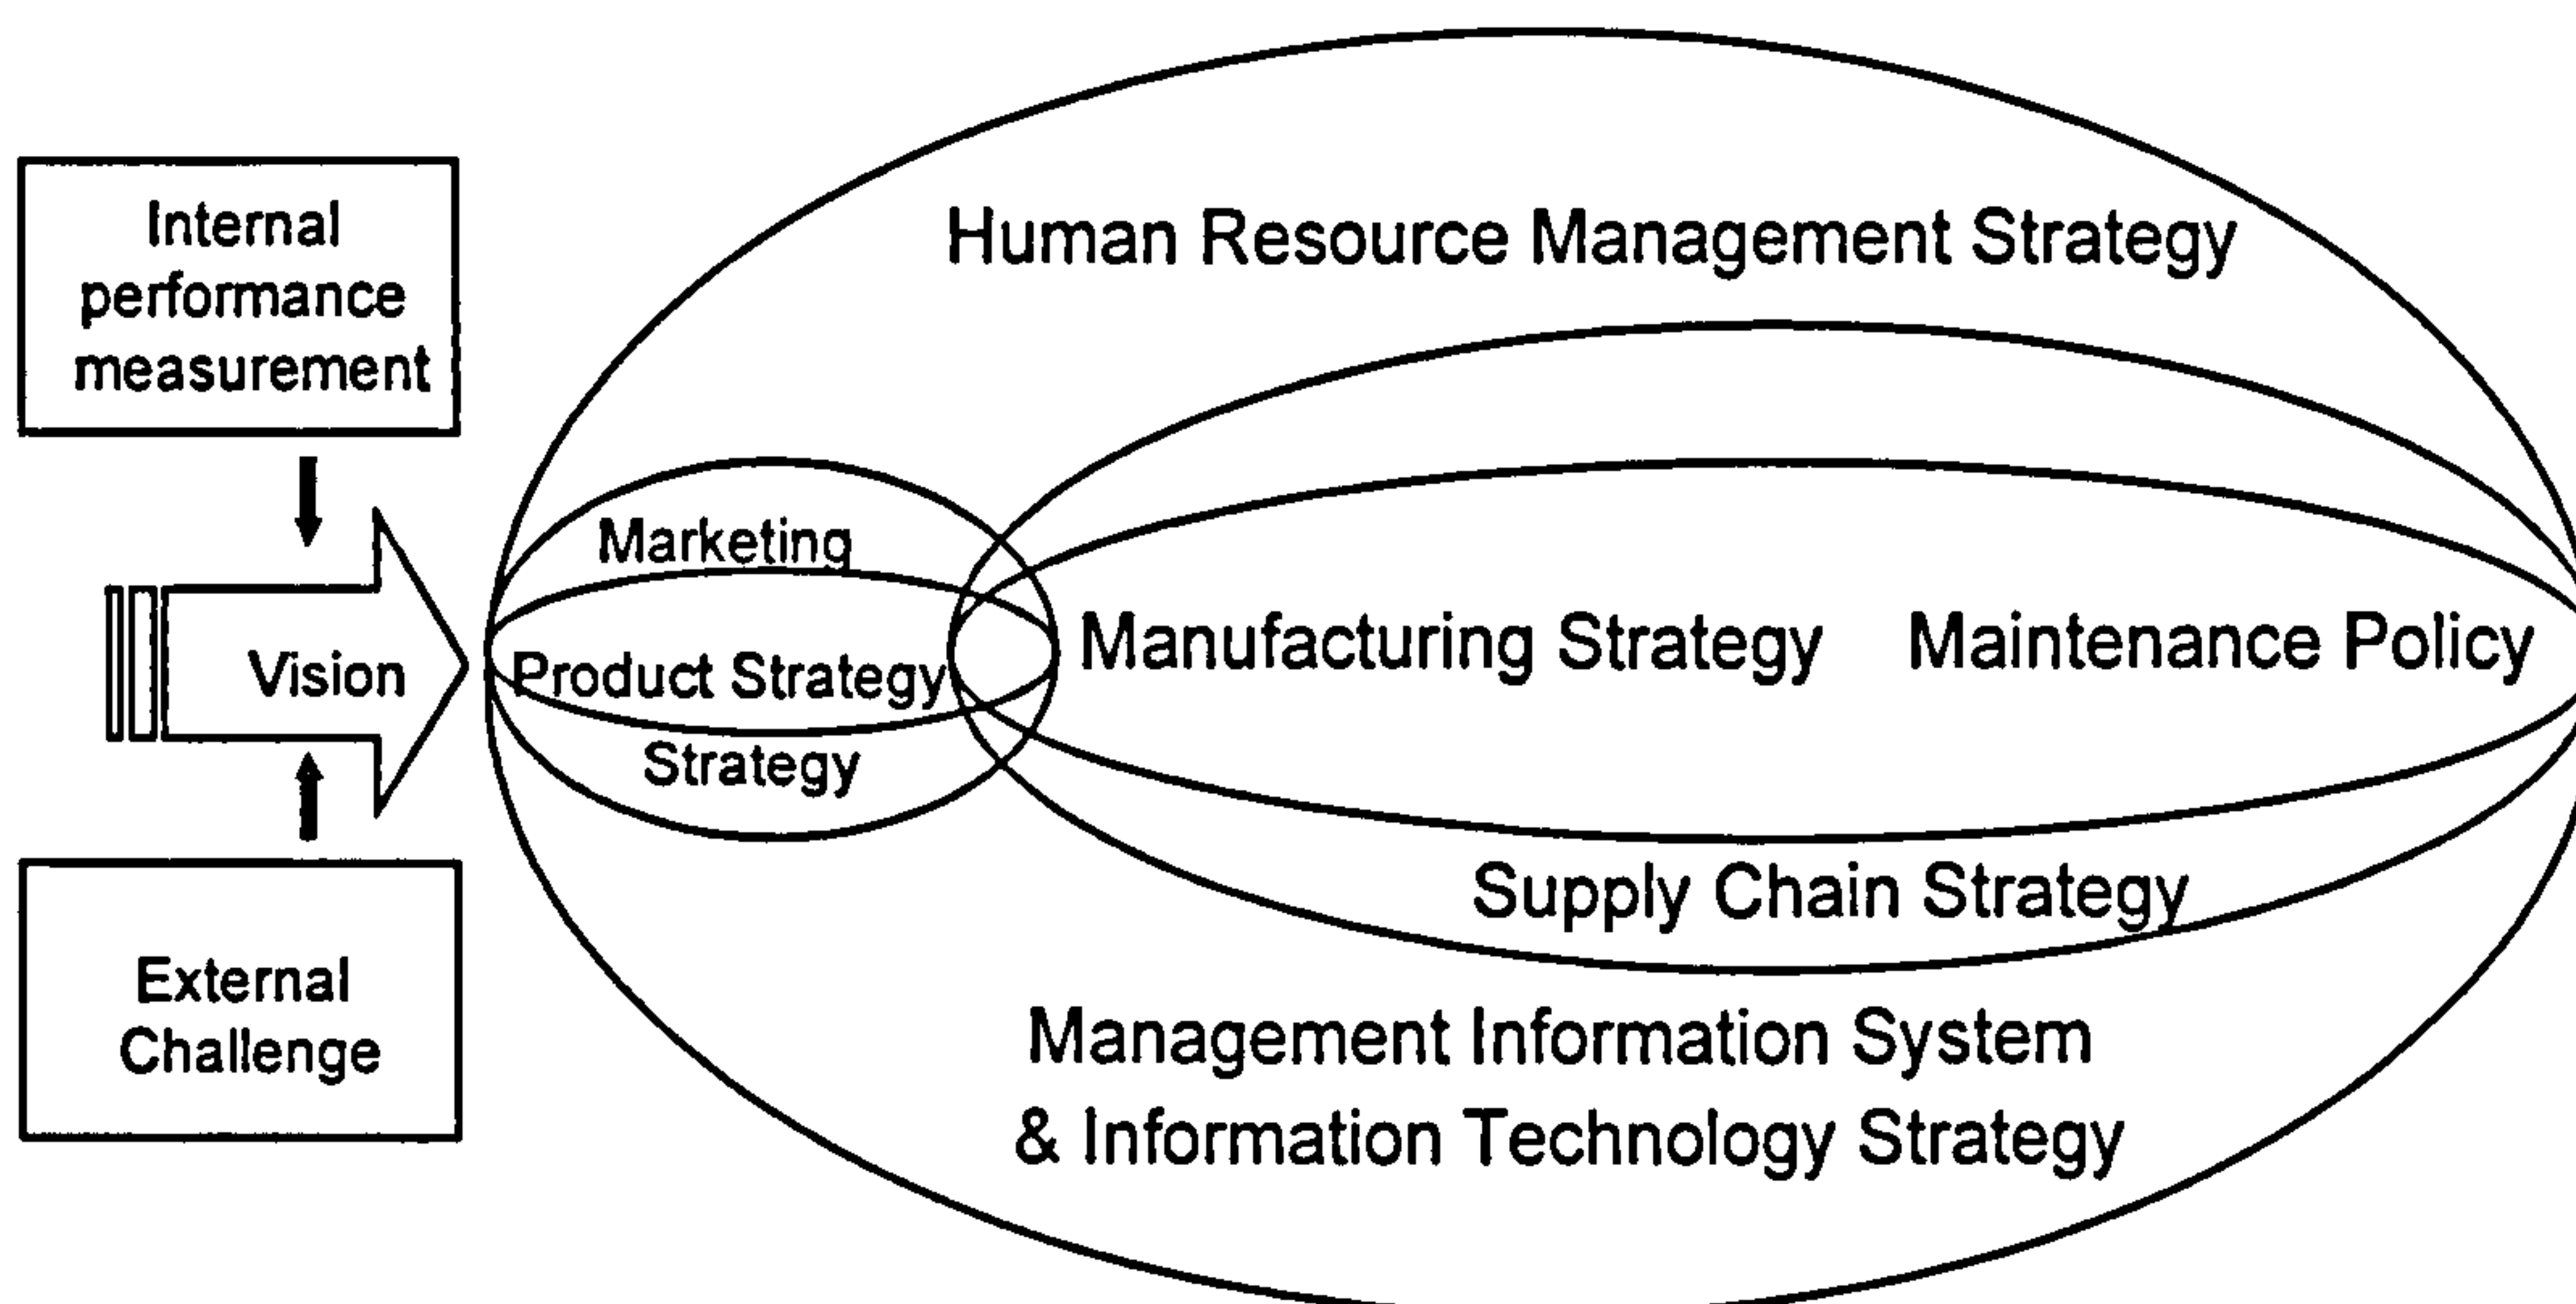 Internal
performance
measurement
Vision
External
Challenge
Human Resource Management Strategy
Marketing
Product Strategy
Strategy
Manufacturing Strategy
Maintenance Policy
Supply Chain Strategy
Management Information System
& Information Technology Strategy